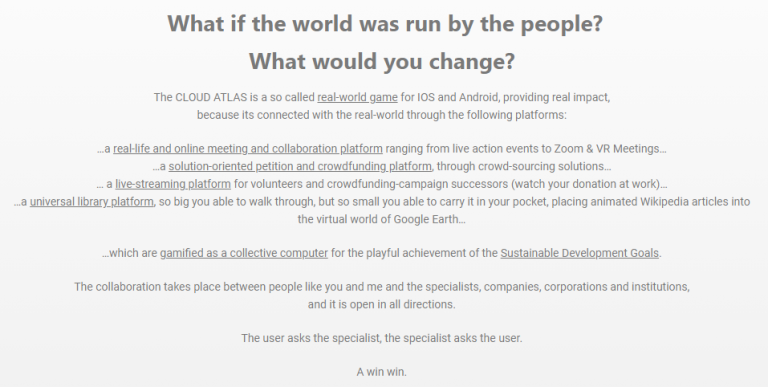 What if the world was run by the people?
What would you change?
The CLOUD ATLAS is a so called real-world game for IOS and Android, providing real impact,
because its connected with the real-world through the following platforms:
…a real-life and online meeting and collaboration platform ranging from live action events to Zoom & VR Meetings…
…a solution-oriented petition and crowdfunding platform, through crowd-sourcing solutions…
… a live-streaming platform for volunteers and crowdfunding-campaign successors (watch your donation at work)…
…a universal library platform, so big you able to walk through, but so small you able to carry it in your pocket, placing animated Wikipedia articles into
the virtual world of Google Earth…
…which are gamified as a collective computer for the playful achievement of the Sustainable Development Goals.
The collaboration takes place between people like you and me and the specialists, companies, corporations and institutions,
and it is open in all directions.
The user asks the specialist, the specialist asks the user.
A win win.